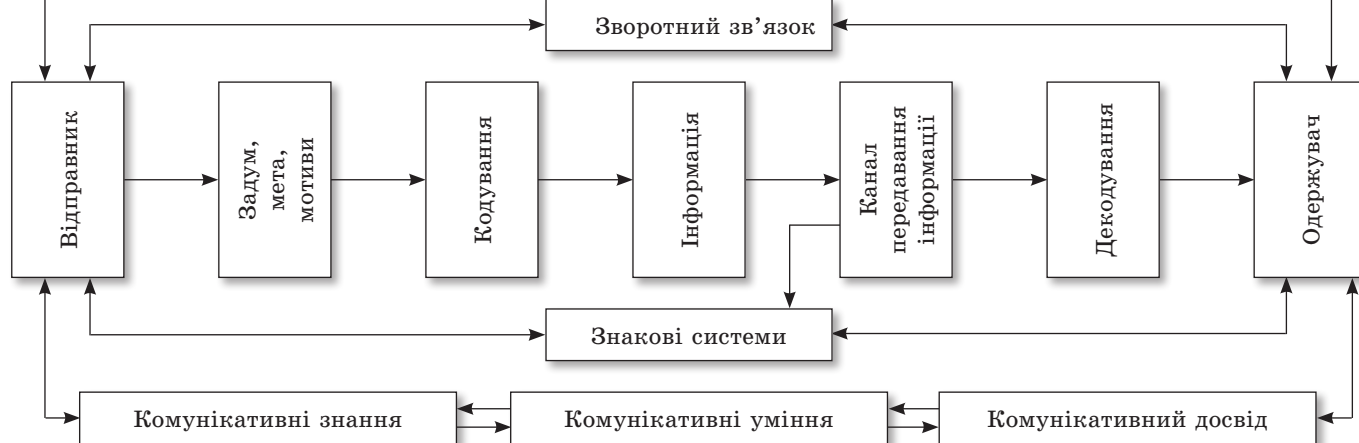 Зворотний зв’язок
Відправник
Задум,
мета,
мотиви
Кодування
Інформація
Канал
передавання
інформації
Декодування
Одержувач
Знакові системи
Комунікативні знання
Комунікативні уміння
Комунікативний досвід